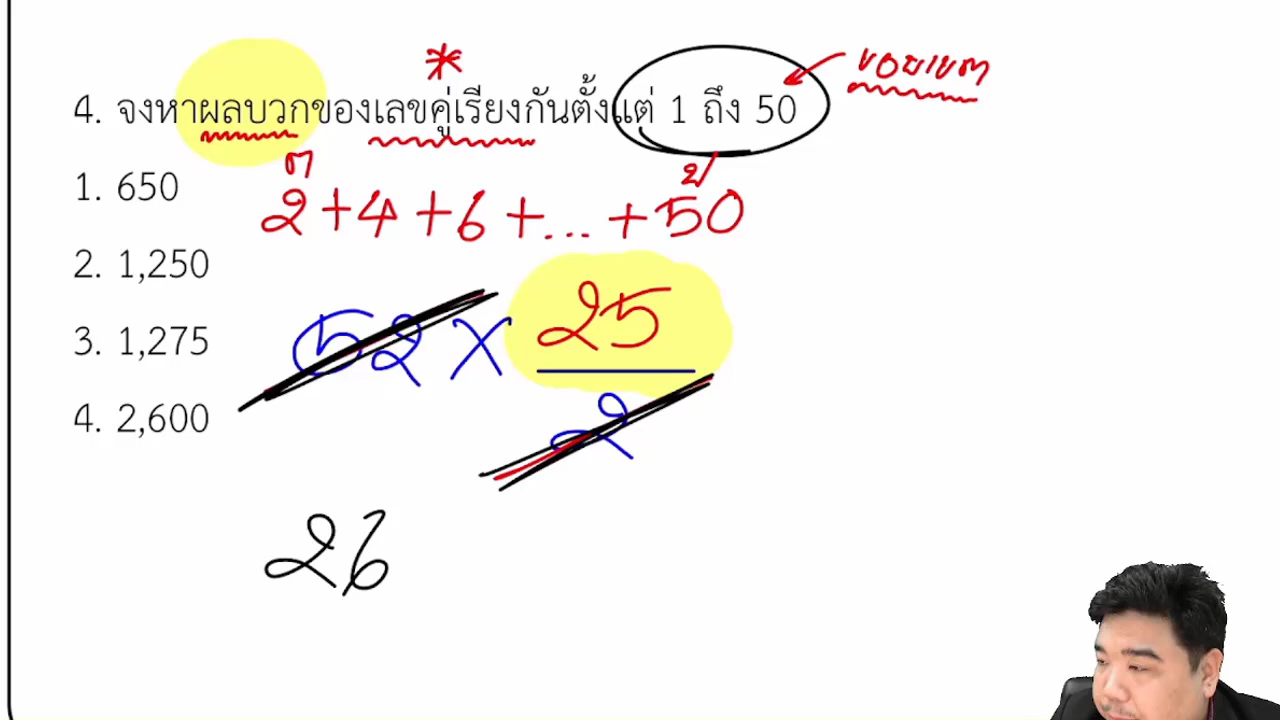 * ขอบเขต
4. จงหาผลบวกของเลขคู่เรียงกันตั้งแต่ 1 ถึง 50
ต ป
1. 650
2+4+6+...+50
2. 1,250
52 × 25
3. 1,275
2
4. 2,600
26